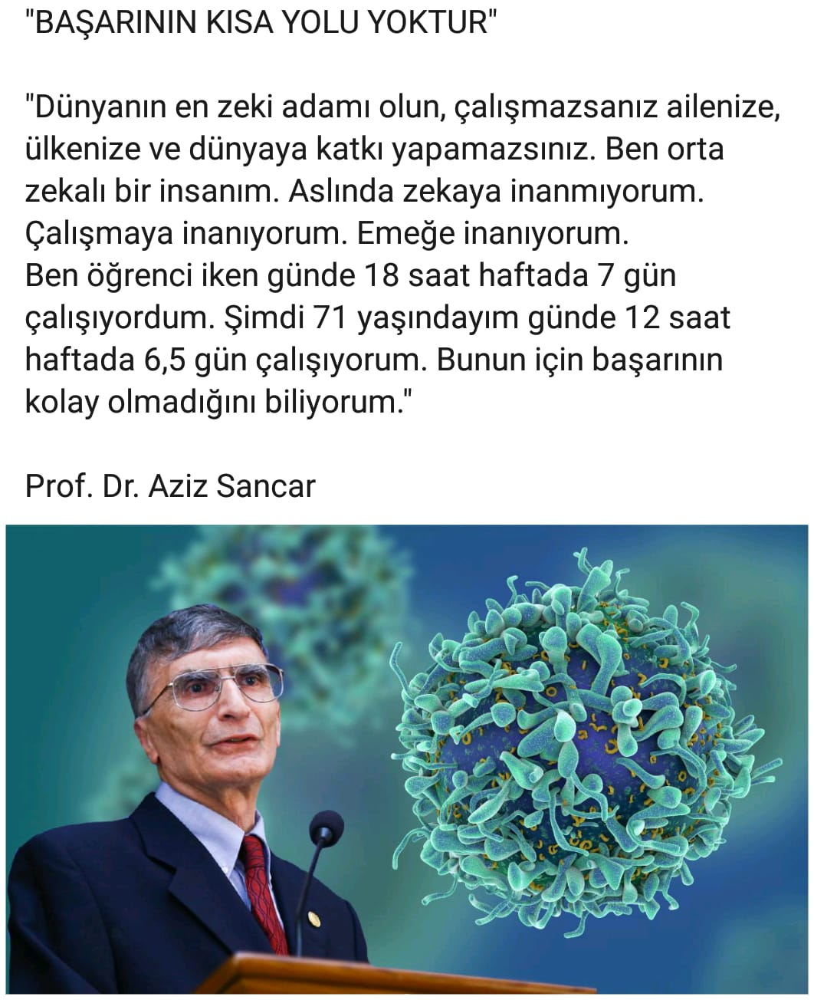 "BAŞARININ KISA YOLU YOKTUR"
"Dünyanın en zeki adamı olun, çalışmazsanız ailenize,
ülkenize ve dünyaya katkı yapamazsınız. Ben orta
zekalı bir insanım. Aslında zekaya inanmıyorum.
Çalışmaya inanıyorum. Emeğe inanıyorum.
Ben öğrenci iken günde 18 saat haftada 7 gün
çalışıyordum. Şimdi 71 yaşındayım günde 12 saat
haftada 6,5 gün çalışıyorum. Bunun için başarının
kolay olmadığını biliyorum."
Prof. Dr. Aziz Sancar